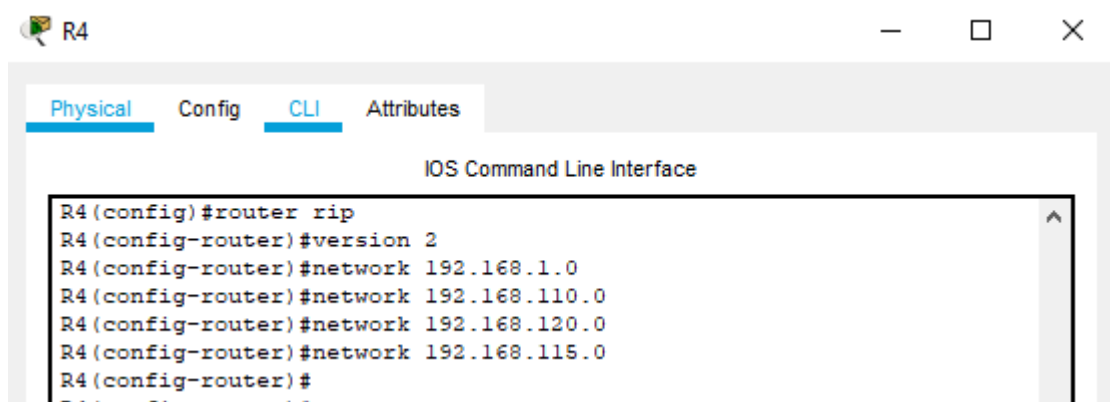 R4
Physical Config CLI Attributes
IOS Command Line Interface
R4(config)#router rip
R4(config-router)#version 2
R4(config-router)#network 192.168.1.0
R4(config-router)#network 192.168.110.0
R4(config-router)#network 192.168.120.0
R4(config-router)#network 192.168.115.0
R4(config-router)#